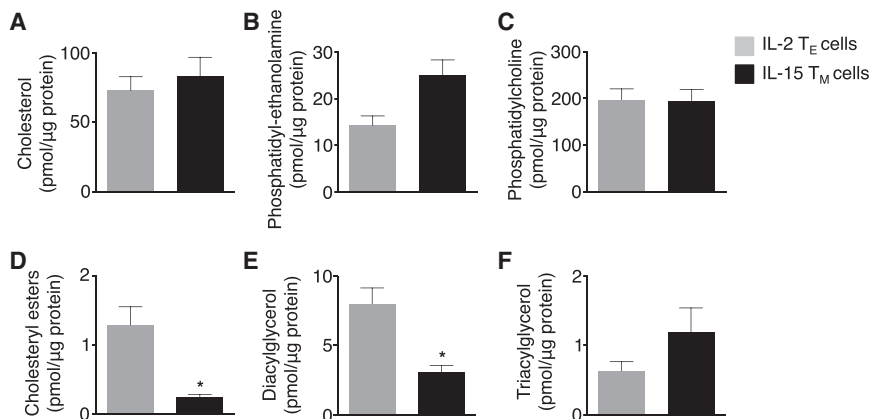 A
Cholesterol
(pmol/µg protein)
100
50
0
B
Phosphatidyl-ethanolamine
(pmol/µg protein)
30
20
10
0
C
Phosphatidylcholine
(pmol/µg protein)
300
200
100
0
IL-2 TE cells
IL-15 TM cells
D
Cholesteryl esters
(pmol/µg protein)
2
1
0
*
E
Diacylglycerol
(pmol/µg protein)
10
5
0
*
F
Triacylglycerol
(pmol/µg protein)
2
1
0